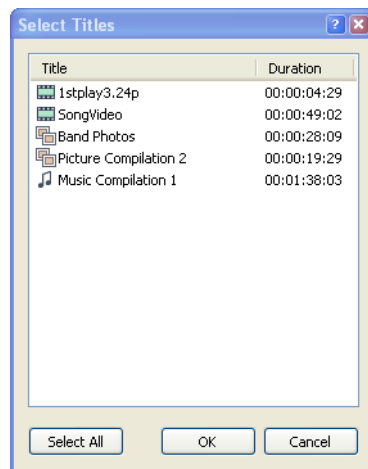 Select Titles
Title Duration
1stplay3.24p 00:00:04:29
SongVideo 00:00:49:02
Band Photos 00:00:28:09
Picture Compilation 2 00:00:19:29
Music Compilation 1 00:01:38:03
Select All OK Cancel